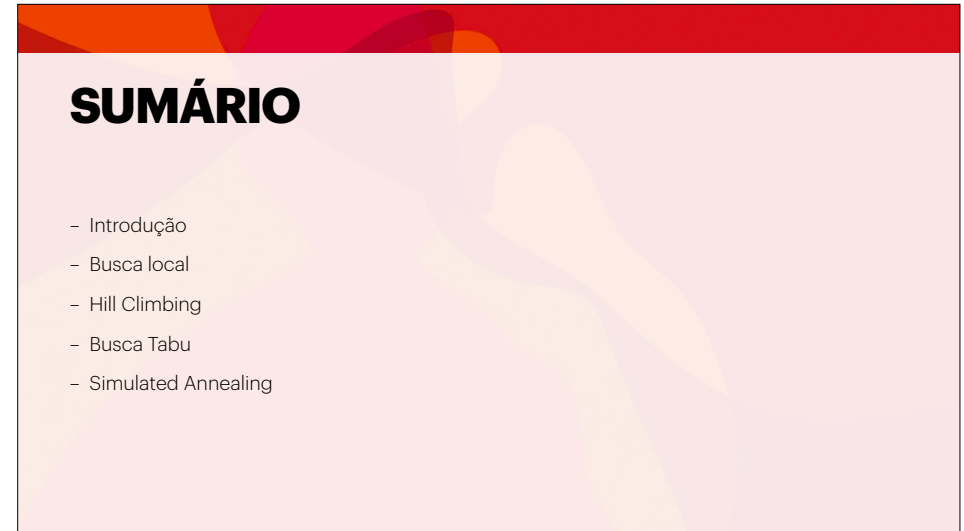 SUMÁRIO
– Introdução
– Busca local
– Hill Climbing
– Busca Tabu
– Simulated Annealing